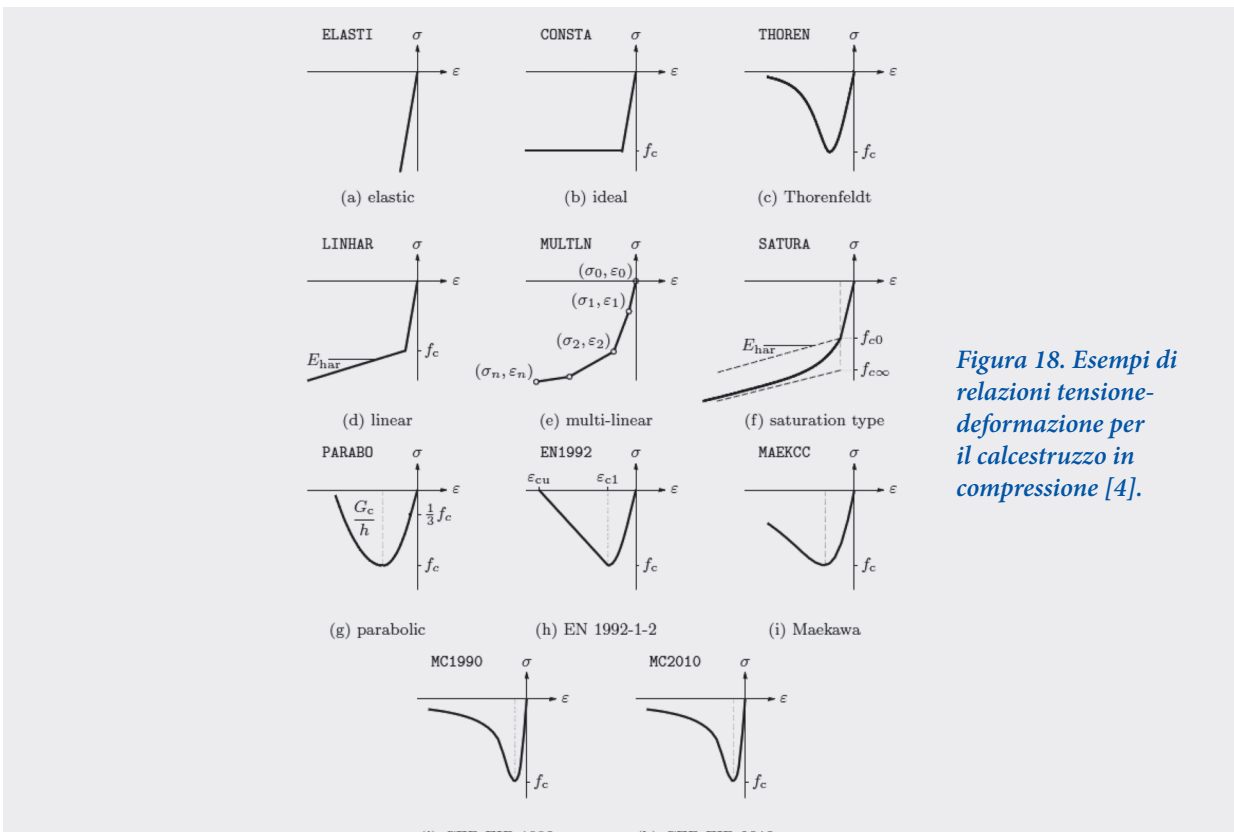 ELASTI σ CONSTA σ THOREN σ
ε ε ε
f_c f_c
(a) elastic (b) ideal (c) Thorenfeldt
LINHAR σ MULTLN σ SATURA σ
(σ_0, ε_0)
ε ε ε
(σ_1, ε_1)
(σ_2, ε_2)
E_har f_c (σ_n, ε_n) E_har f_c0
f_c∞
(d) linear (e) multi-linear (f) saturation type
PARABO σ EN1992 σ MAEKCC σ
ε ε_cu ε_c1 ε ε
G_c/h 1/3 f_c
f_c f_c f_c
(g) parabolic (h) EN 1992-1-2 (i) Maekawa
MC1990 σ MC2010 σ
ε ε
f_c f_c
Figura 18. Esempi di
relazioni tensione-
deformazione per
il calcestruzzo in
compressione [4].